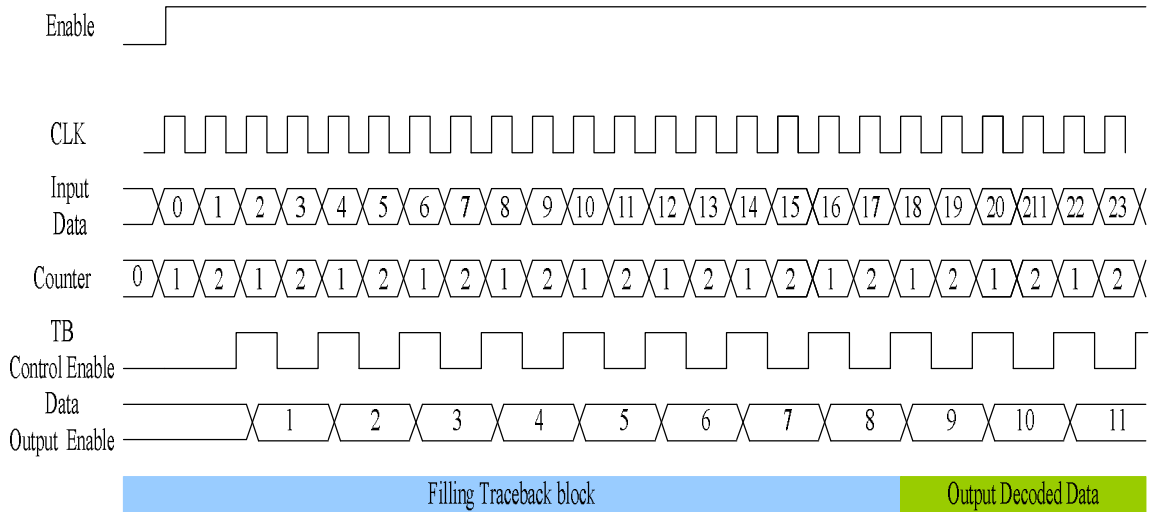 Enable
CLK
Input
Data
0 1 2 3 4 5 6 7 8 9 10 11 12 13 14 15 16 17 18 19 20 211 22 23
Counter
0 1 2 1 2 1 2 1 2 1 2 1 2 1 2 1 2 1 2 1 2 1 2 1 2
TB
Control Enable
Data
Output Enable
1 2 3 4 5 6 7 8 9 10 11
Filling Traceback block
Output Decoded Data